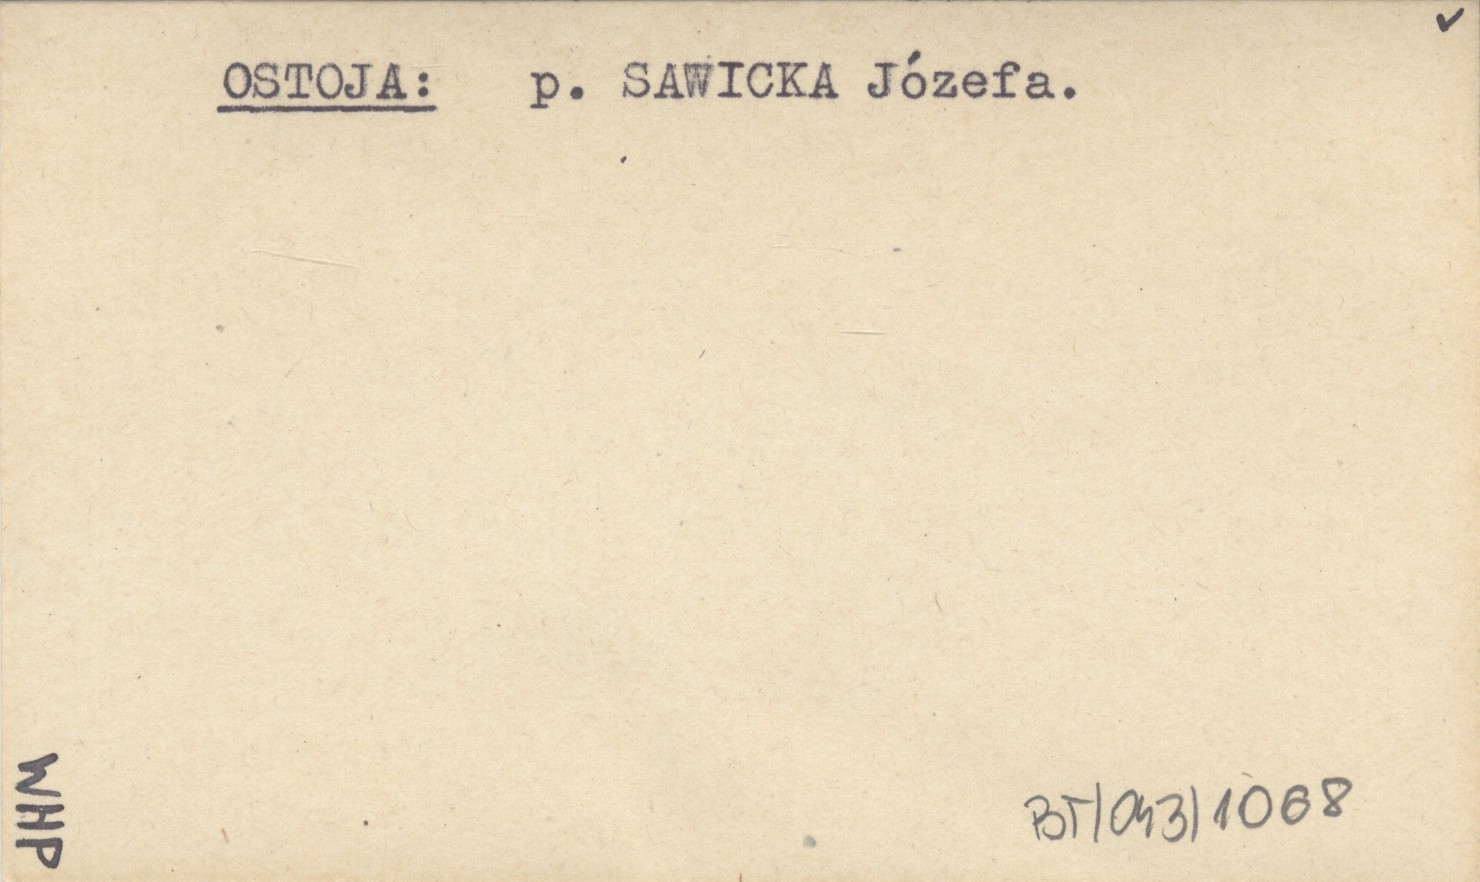 OSTOJA: p. SAWICKA Józefa.
WHP
BT/043/1068